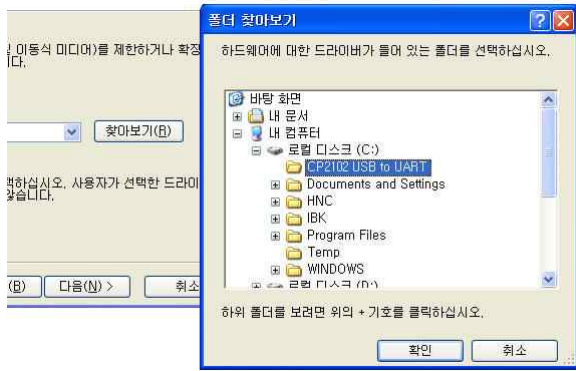 이동식 미디어)를 제한하거나 확장
찾아보기(B)
택하십시오. 사용자가 선택한 드라이
않습니다.
(B)
다음(N) >
취소
폴더 찾아보기
하드웨어에 대한 드라이버가 들어 있는 폴더를 선택하십시오.
바탕 화면
내 문서
내 컴퓨터
로컬 디스크 (C:)
CP2102 USB to UART
Documents and Settings
HNC
IBK
Program Files
Temp
WINDOWS
로컬 디스크 (D:)
하위 폴더를 보려면 위의 + 기호를 클릭하십시오.
확인
취소